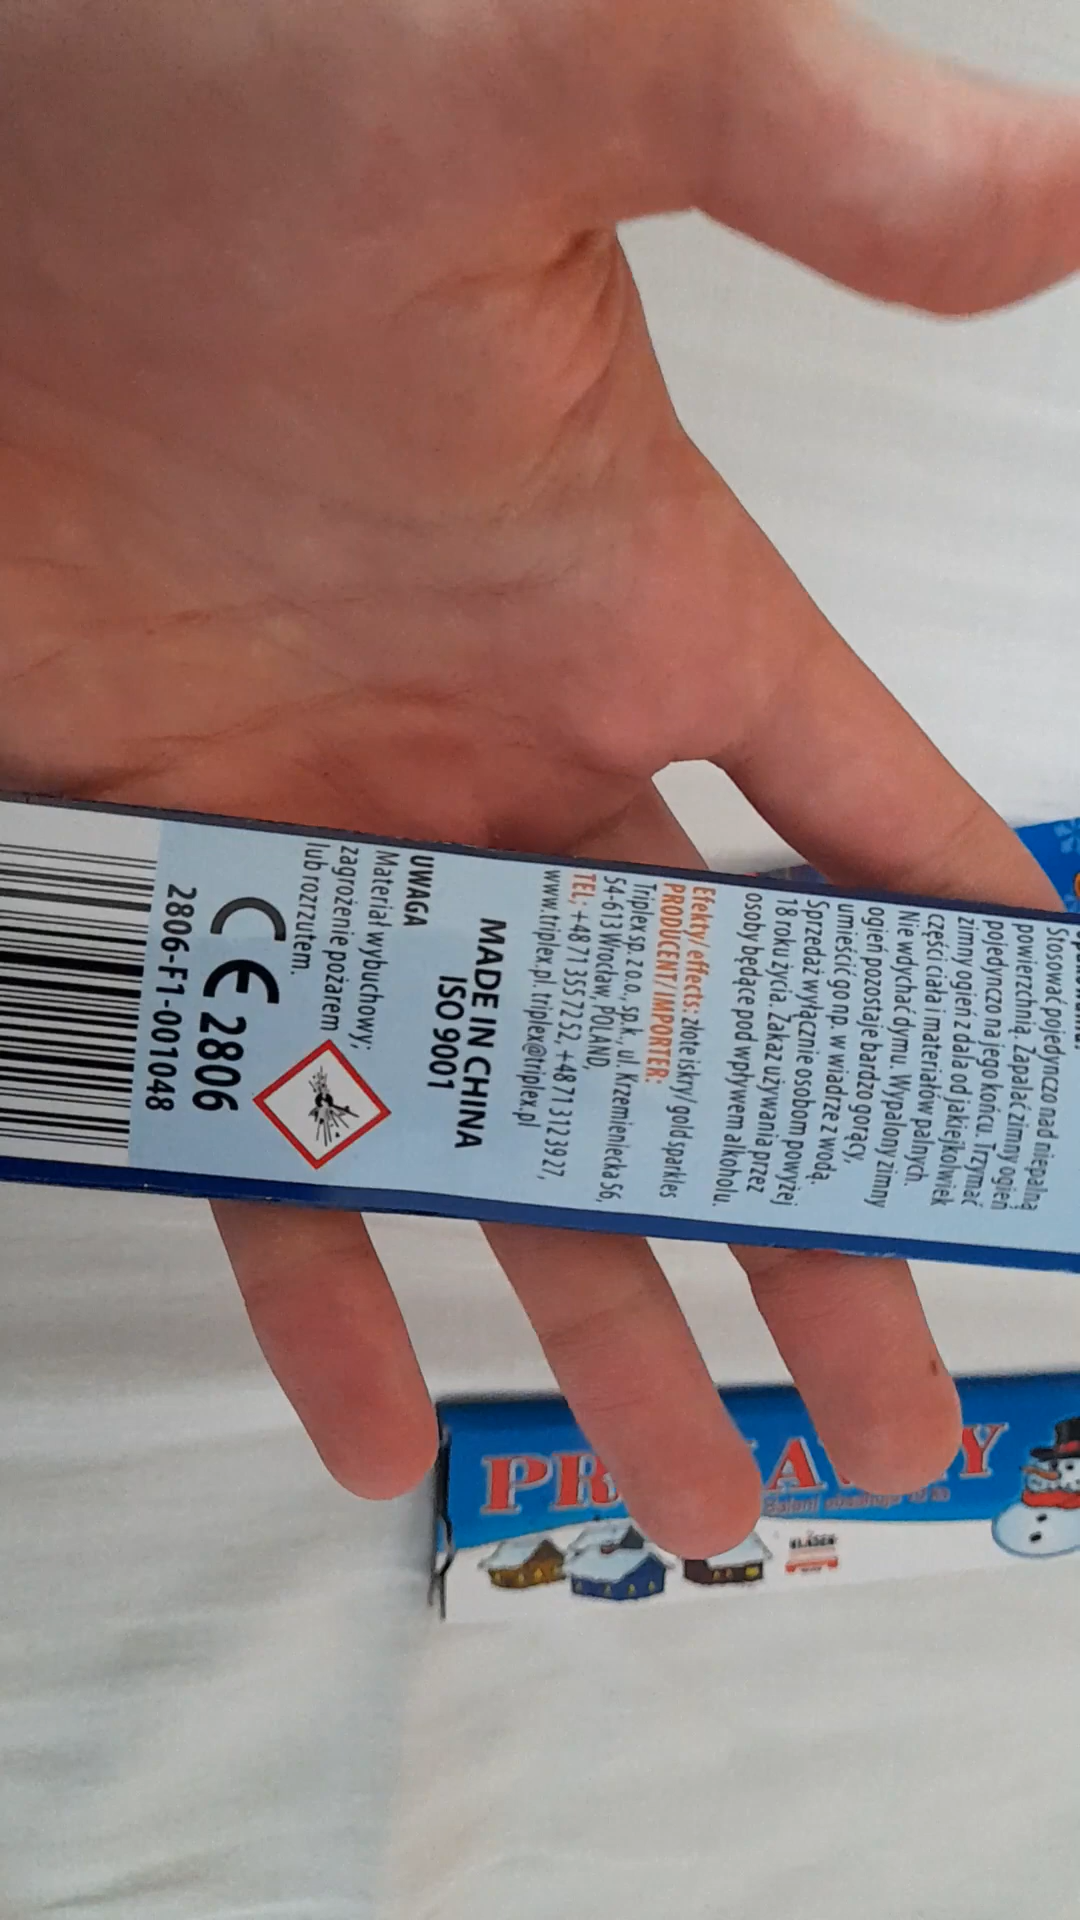 Stosować pojedynczo nad niepalną
powierzchnią. Zapalać zimny ogień
pojedynczo na jego końcu. Trzymać
zimny ogień z dala od jakiejkolwiek
części ciała i materiałów palnych.
Nie wdychać dymu. Wypalony zimny
ogień pozostaje bardzo gorący,
umieścić go np. w wiadrze z wodą.
Sprzedaż wyłącznie osobom powyżej
18 roku życia. Zakaz używania przez
osoby będące pod wpływem alkoholu.
Efekty/effects: złote iskry/gold sparkles
PRODUCENT/IMPORTER:
Triplex sp. z o.o., sp.k., ul. Krzemieniecka 56,
54-613 Wrocław, POLAND,
TEL; +48 71 355 72 52, +48 71 312 39 27,
www.triplex.pl. triplex@triplex.pl
MADE IN CHINA
ISO 9001
UWAGA
Materiał wybuchowy;
zagrożenie pożarem
lub rozrzutem.
CE 2806
2806-F1-001048